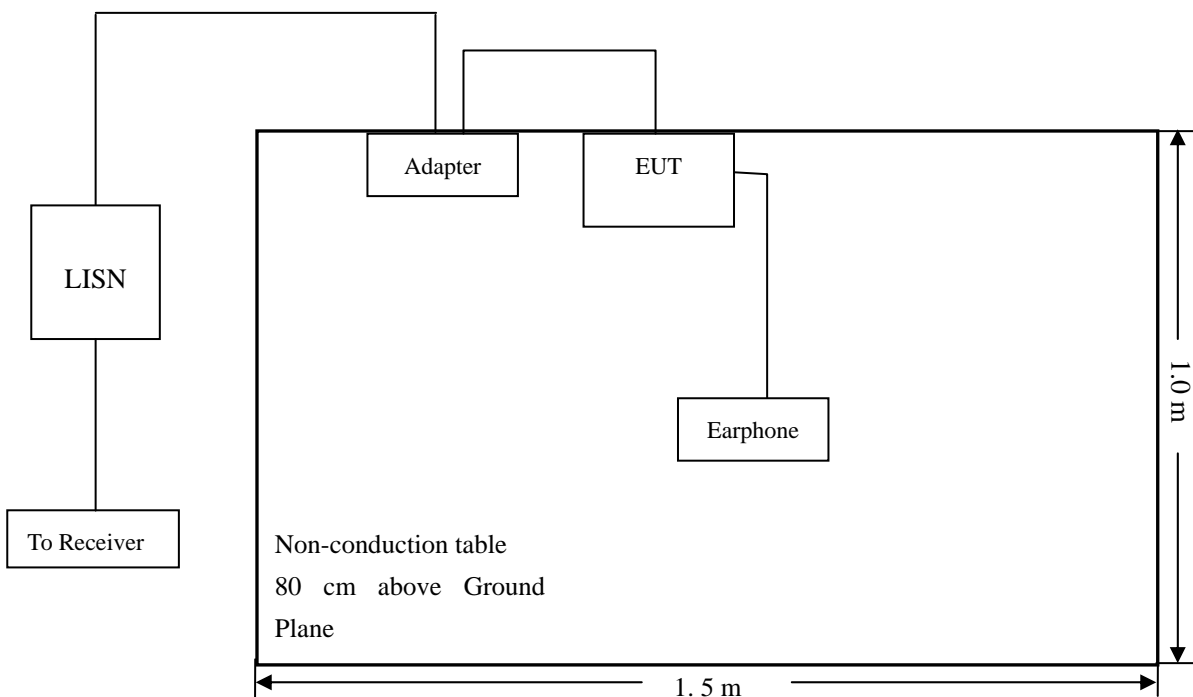 Adapter
EUT
LISN
Earphone
To Receiver
Non-conduction table
80 cm above Ground
Plane
1.0 m
1. 5 m